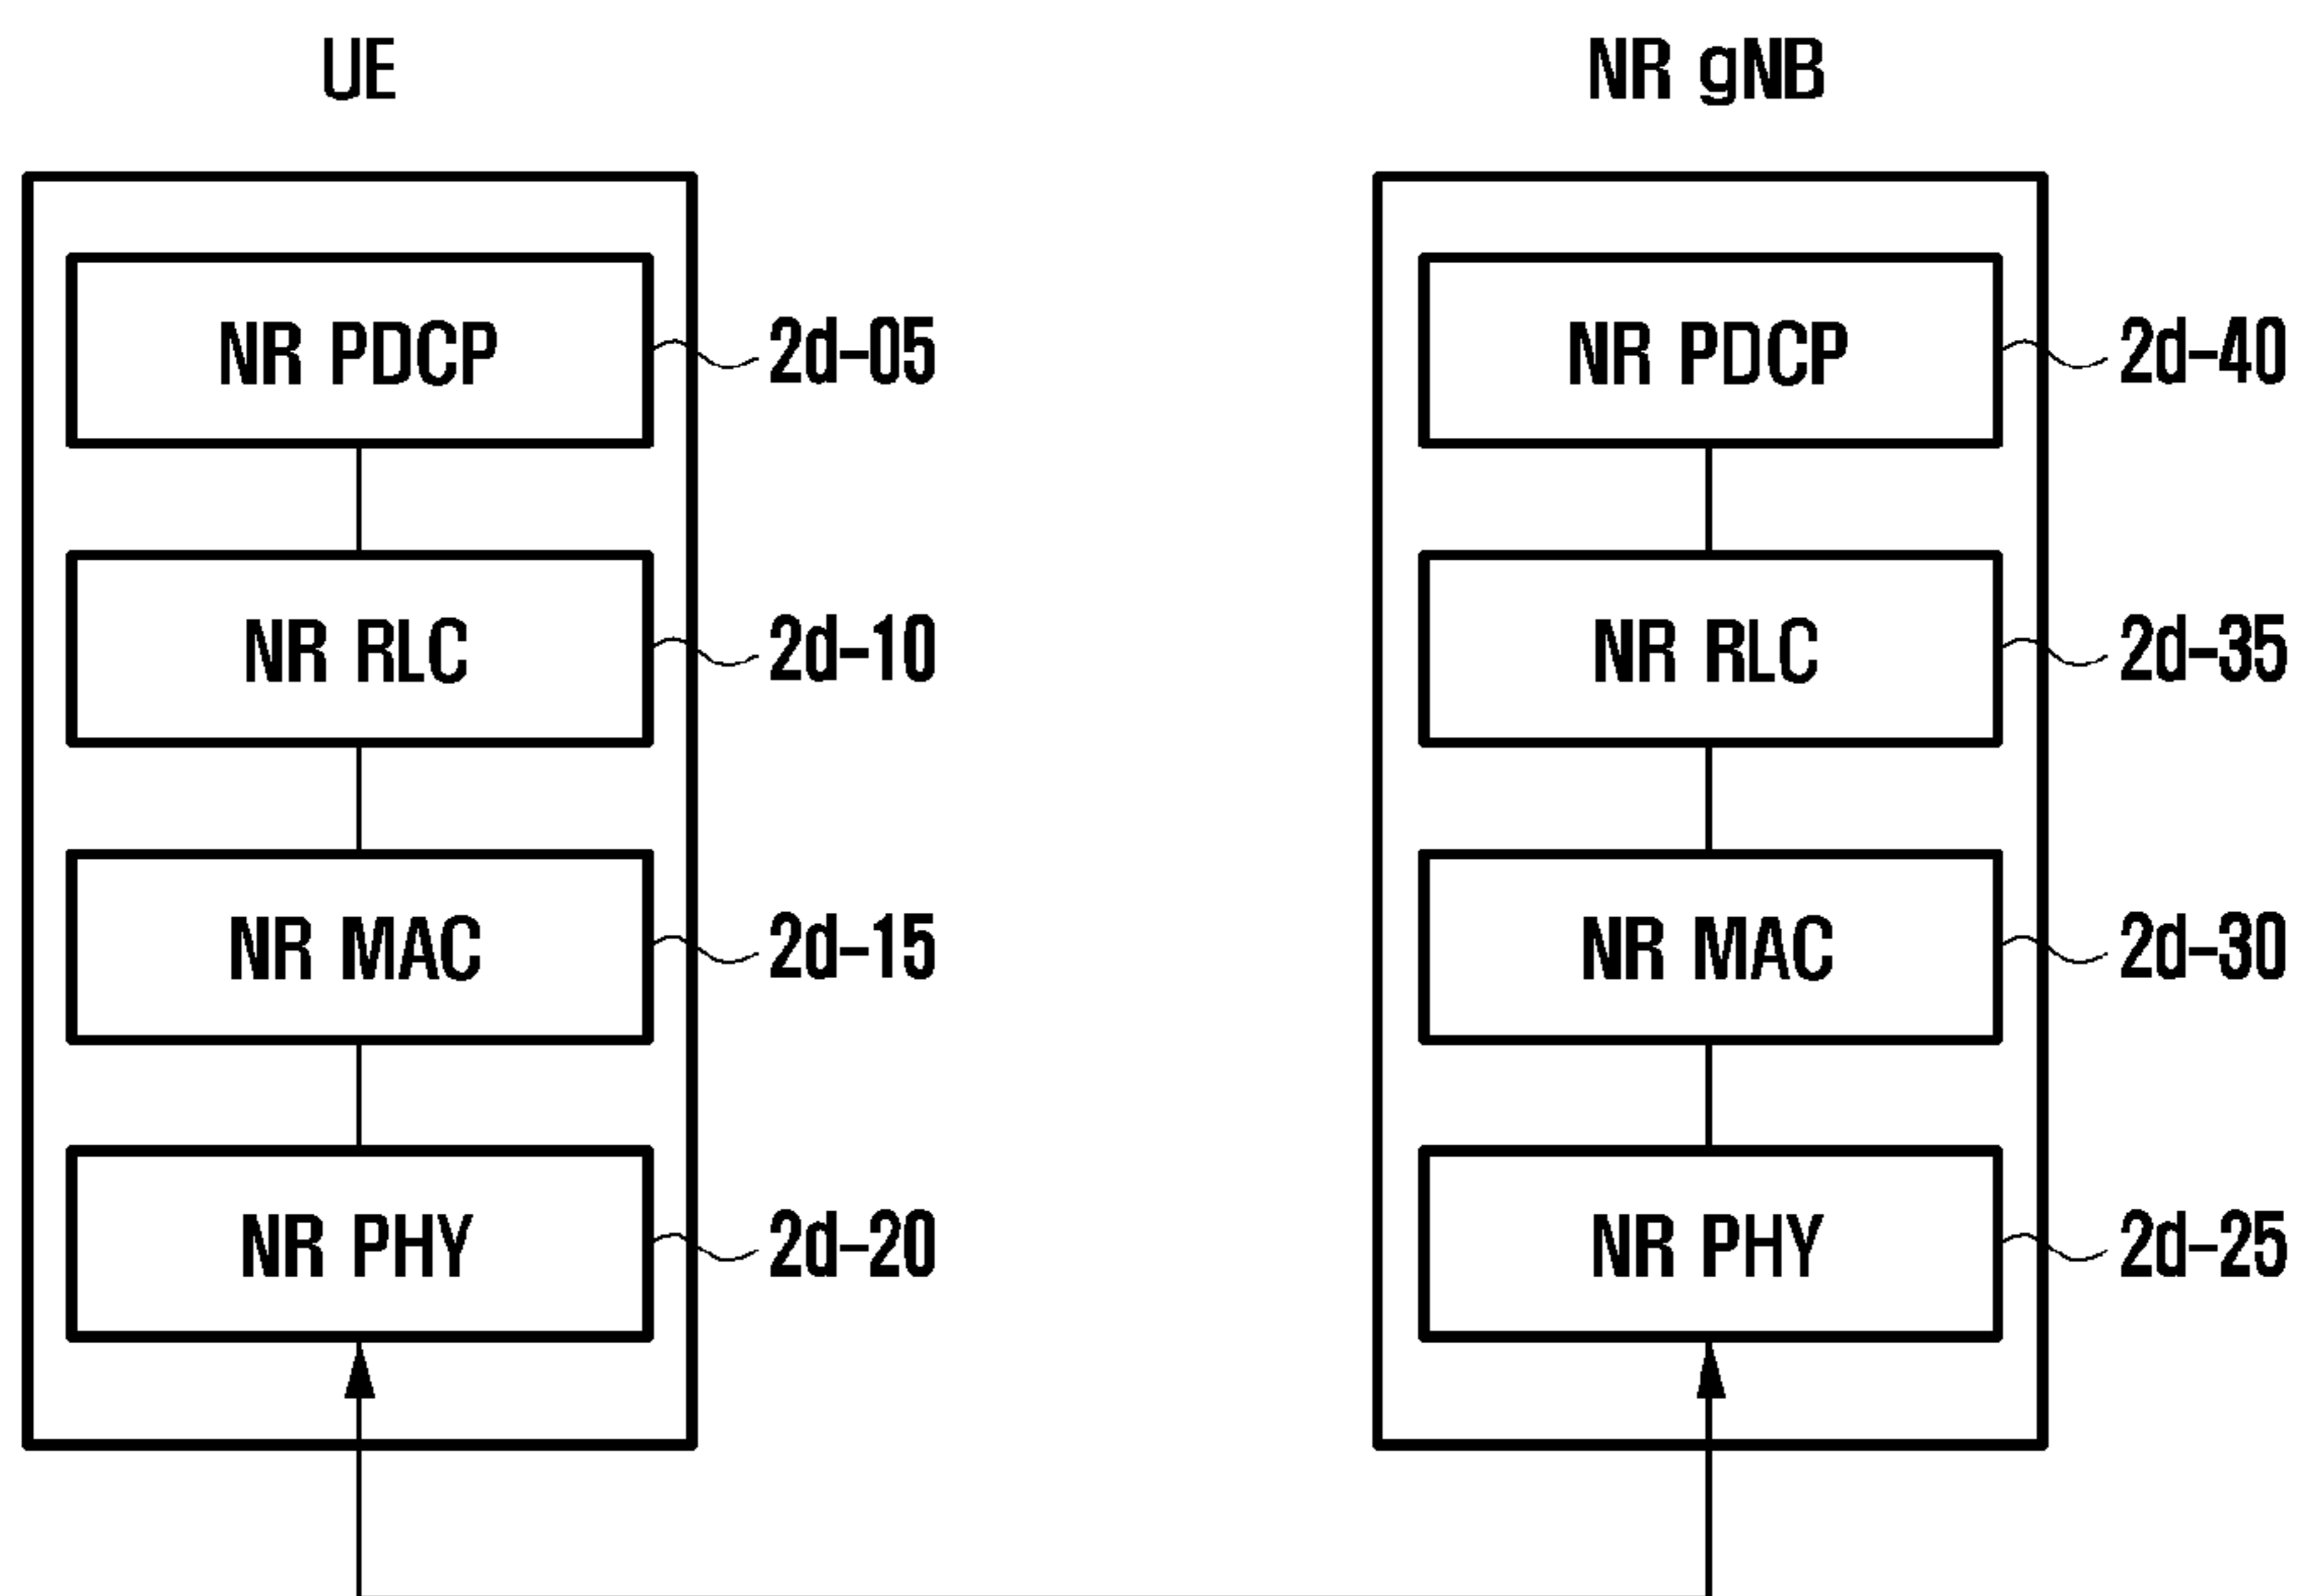 UE
NR gNB
NR PDCP
2d-05
NR PDCP
2d-40
NR RLC
2d-10
NR RLC
2d-35
NR MAC
2d-15
NR MAC
2d-30
NR PHY
2d-20
NR PHY
2d-25